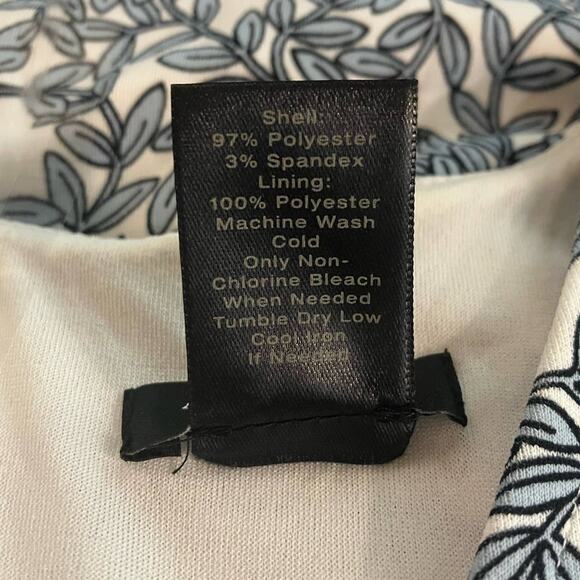 Shell:
97% Polyester
3% Spandex
Lining:
100% Polyester
Machine Wash
Cold
Only Non-
Chlorine Bleach
When Needed
Tumble Dry Low
Cool Iron
If Needed